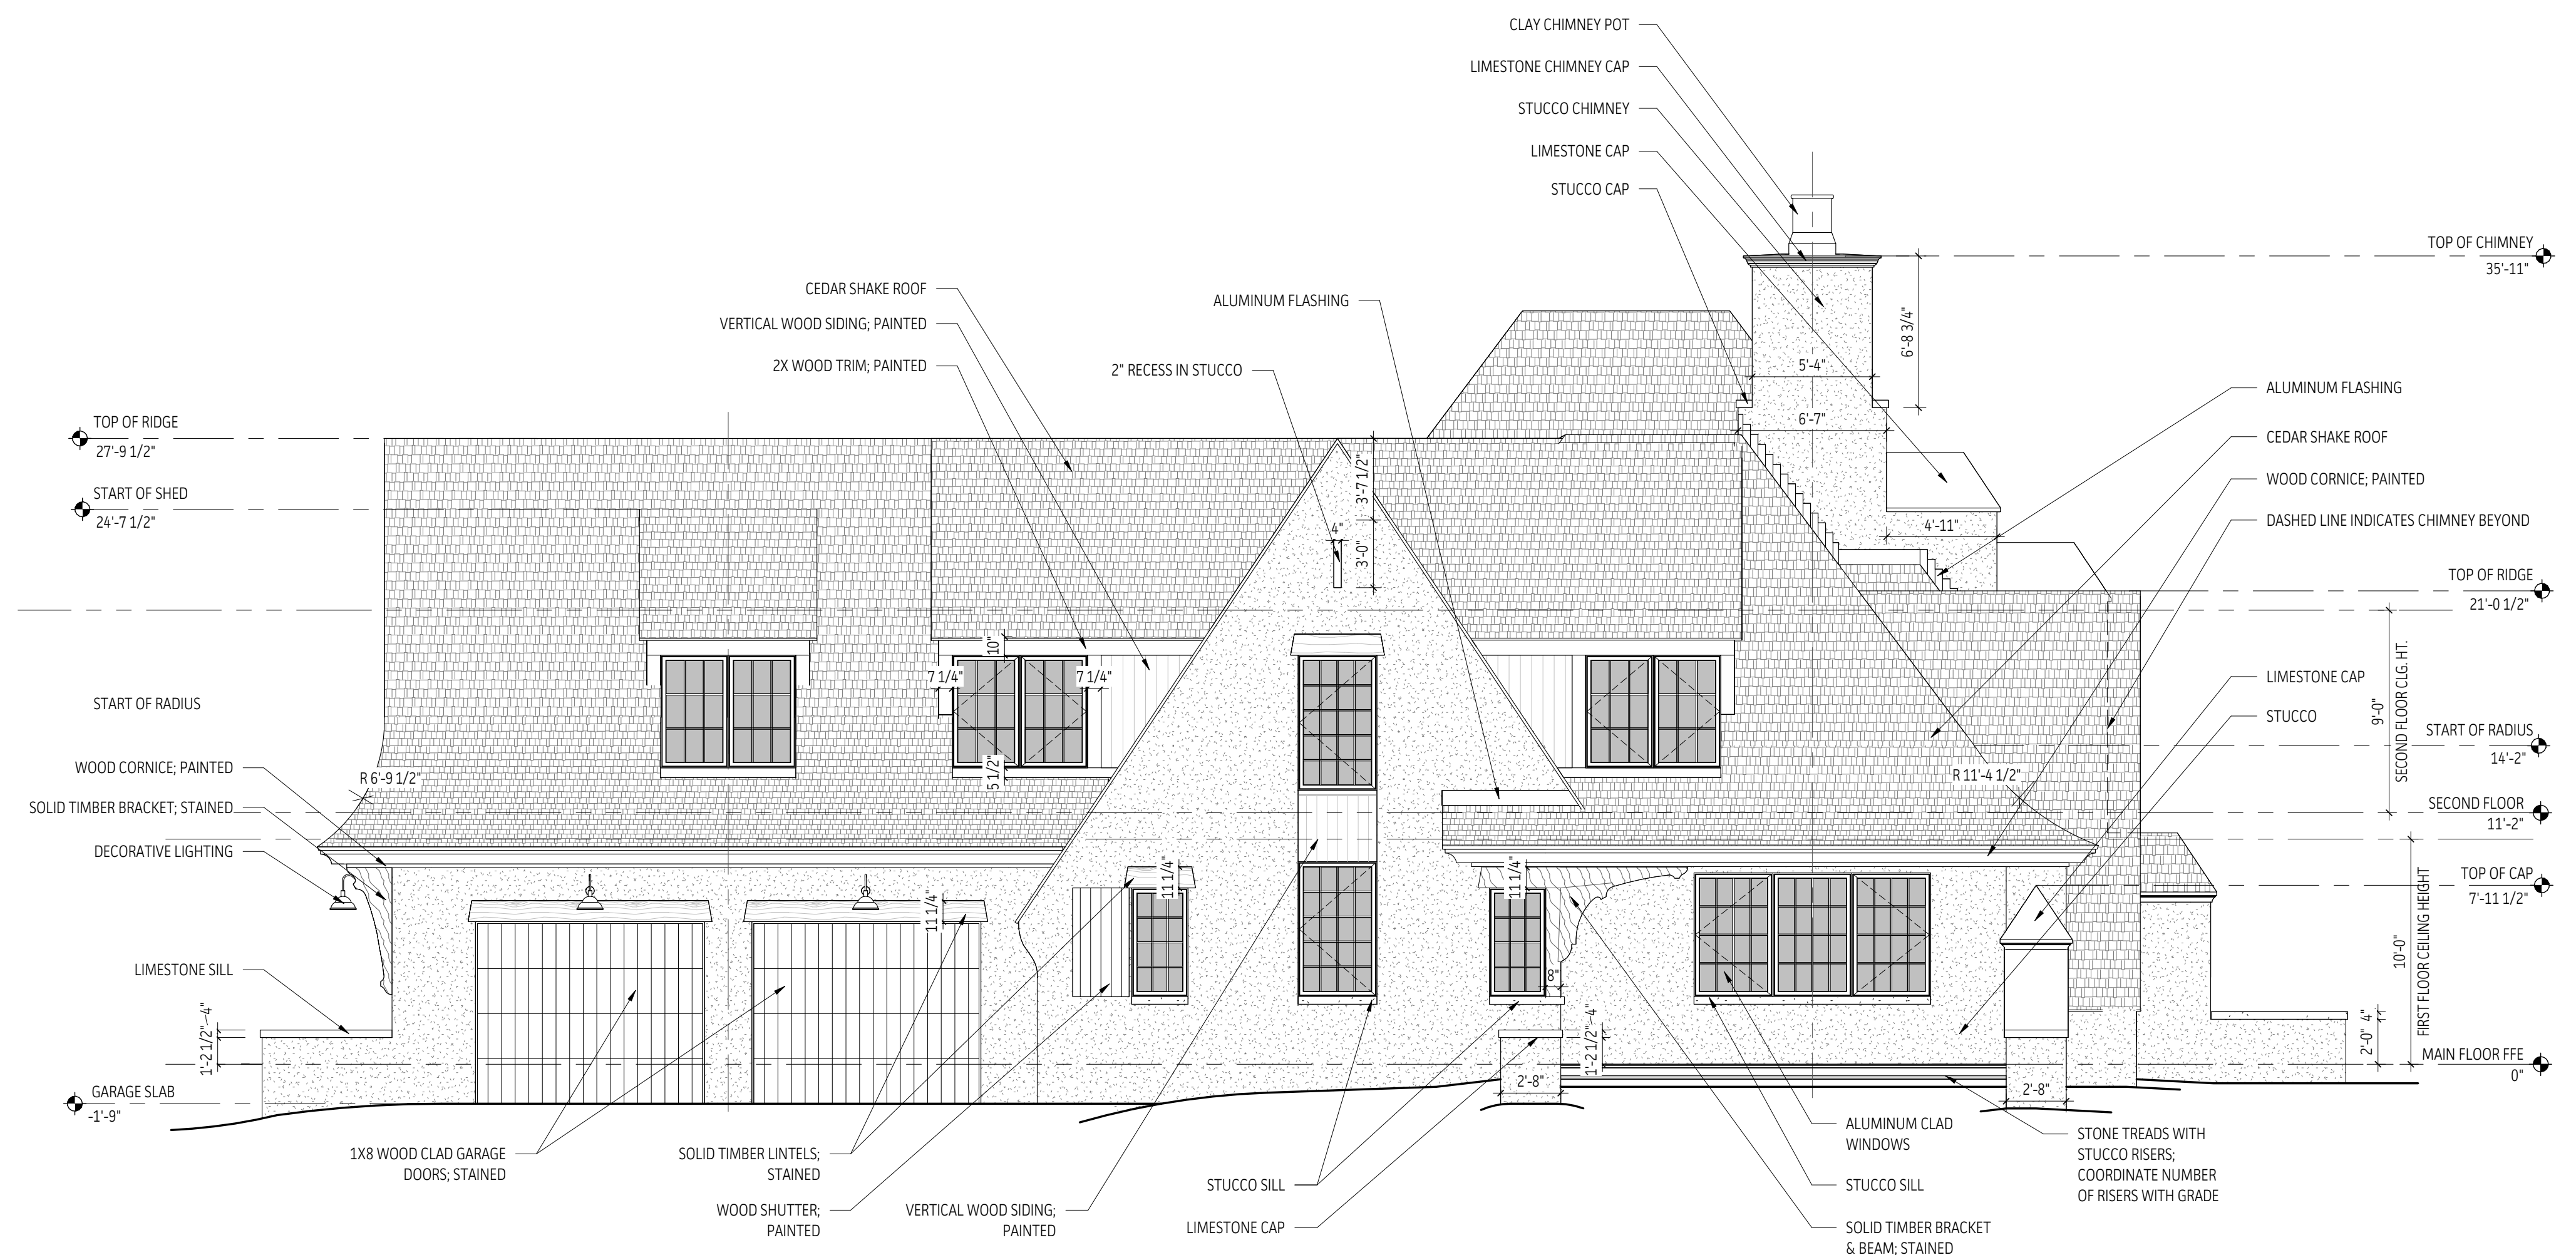 CLAY CHIMNEY POT
LIMESTONE CHIMNEY CAP
STUCCO CHIMNEY
LIMESTONE CAP
STUCCO CAP
TOP OF CHIMNEY
35'-11"
CEDAR SHAKE ROOF
VERTICAL WOOD SIDING; PAINTED
2X WOOD TRIM; PAINTED
ALUMINUM FLASHING
2" RECESS IN STUCCO
6'-8 3/4"
5'-4"
6'-7"
4'-11"
ALUMINUM FLASHING
CEDAR SHAKE ROOF
WOOD CORNICE; PAINTED
DASHED LINE INDICATES CHIMNEY BEYOND
TOP OF RIDGE
27'-9 1/2"
START OF SHED
24'-7 1/2"
3'-7 1/2"
4"
3'-0"
TOP OF RIDGE
21'-0 1/2"
10"
7 1/4"
7 1/4"
5 1/2"
START OF RADIUS
WOOD CORNICE; PAINTED
SOLID TIMBER BRACKET; STAINED
DECORATIVE LIGHTING
R 6'-9 1/2"
LIMESTONE SILL
1'-2 1/2"
4"
GARAGE SLAB
-1'-9"
LIMESTONE CAP
STUCCO
9'-0"
SECOND FLOOR CLG. HT.
START OF RADIUS
14'-2"
R 11'-4 1/2"
SECOND FLOOR
11'-2"
TOP OF CAP
7'-11 1/2"
10'-0"
FIRST FLOOR CEILING HEIGHT
2'-0"
4"
MAIN FLOOR FFE
0"
11 1/4"
11 1/4"
11 1/4"
8"
1'-2 1/2"
4"
2'-8"
2'-8"
1X8 WOOD CLAD GARAGE
DOORS; STAINED
SOLID TIMBER LINTELS;
STAINED
WOOD SHUTTER;
PAINTED
VERTICAL WOOD SIDING;
PAINTED
STUCCO SILL
LIMESTONE CAP
ALUMINUM CLAD
WINDOWS
STUCCO SILL
SOLID TIMBER BRACKET
& BEAM; STAINED
STONE TREADS WITH
STUCCO RISERS;
COORDINATE NUMBER
OF RISERS WITH GRADE